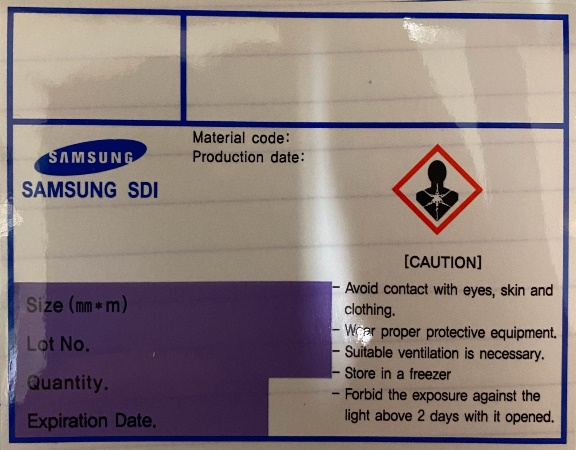 Material code:
Production date:
SAMSUNG
SAMSUNG SDI
[CAUTION]
Size (mm*m)
Lot No.
Quantity.
Expiration Date.
- Avoid contact with eyes, skin and
clothing.
- Wear proper protective equipment.
- Suitable ventilation is necessary.
- Store in a freezer
- Forbid the exposure against the
light above 2 days with it opened.